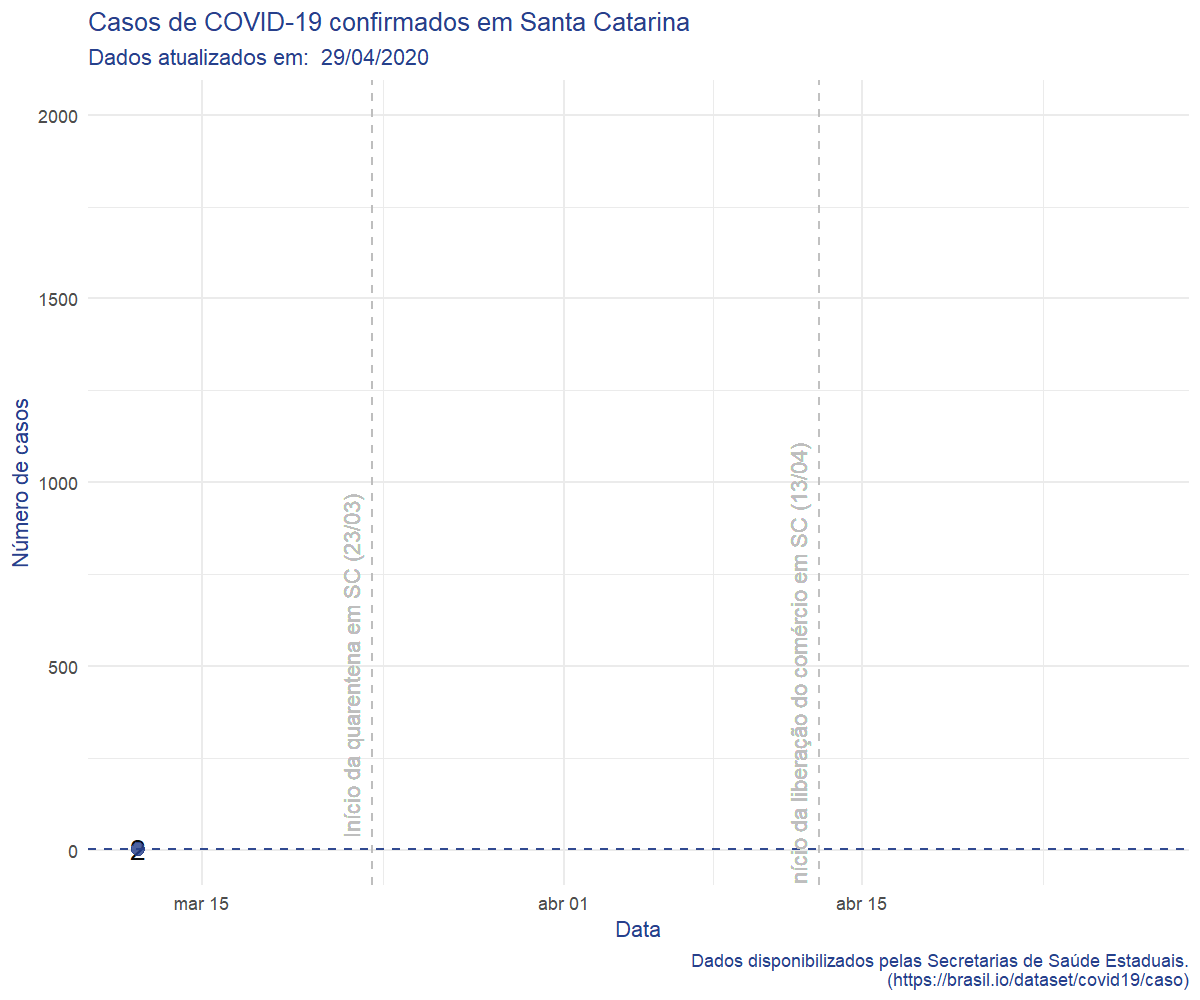 Casos de COVID-19 confirmados em Santa Catarina
Dados atualizados em:  29/04/2020
Número de casos
2000
1500
1000
500
0
Início da quarentena em SC (23/03)
nício da liberação do comércio em SC (13/04)
2
mar 15
abr 01
abr 15
Data
Dados disponibilizados pelas Secretarias de Saúde Estaduais.
(https://brasil.io/dataset/covid19/caso)